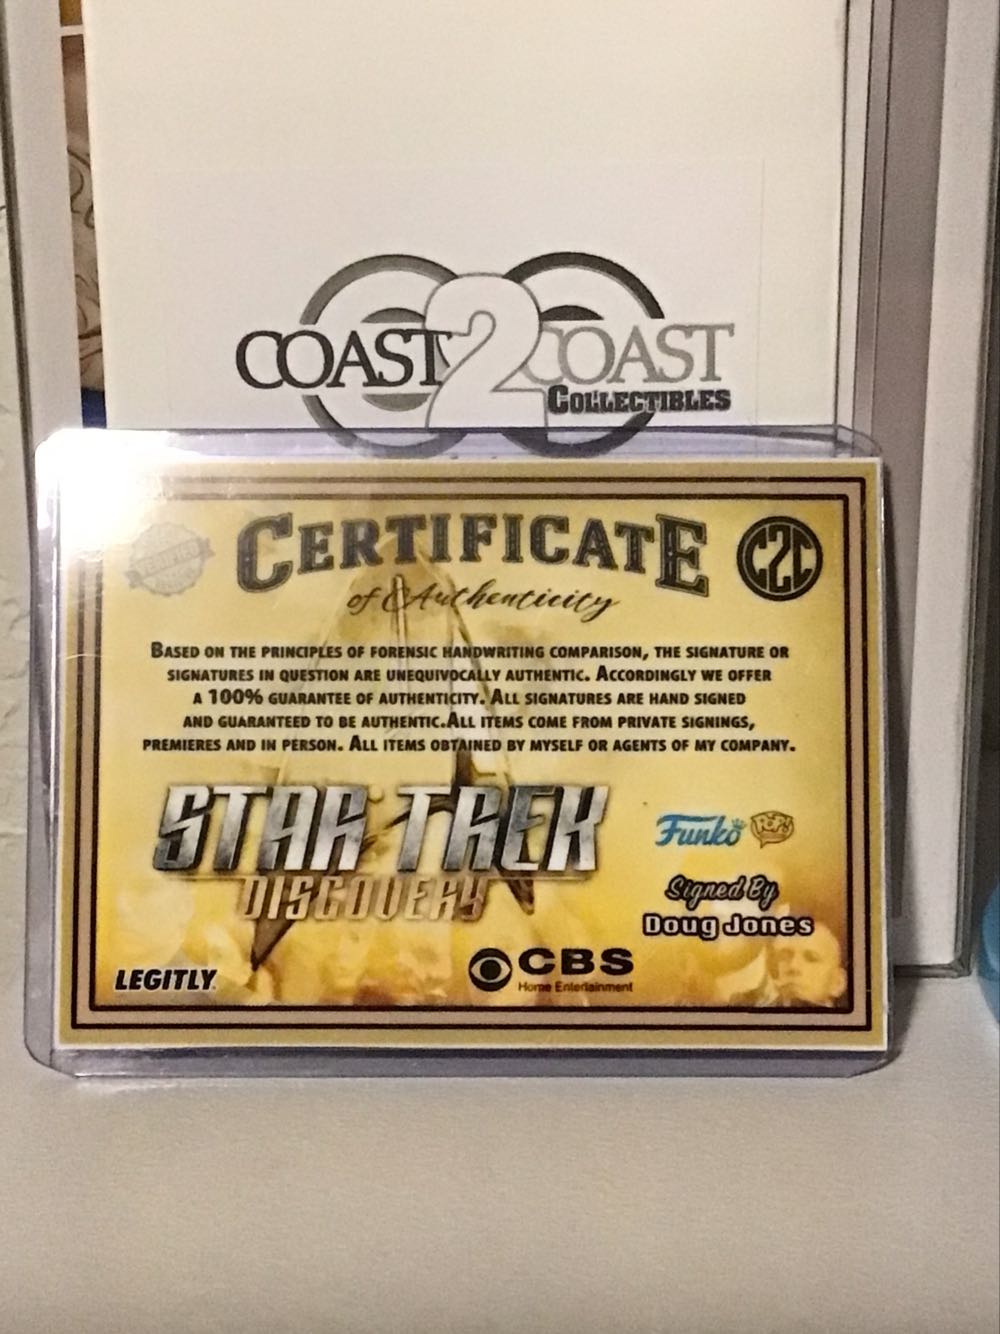 COAST 2 COAST
COLLECTIBLES
CERTIFICATE
of Authenticity
VERIFIED
C2C
BASED ON THE PRINCIPLES OF FORENSIC HANDWRITING COMPARISON, THE SIGNATURE OR
SIGNATURES IN QUESTION ARE UNEQUIVOCALLY AUTHENTIC. ACCORDINGLY WE OFFER
A 100% GUARANTEE OF AUTHENTICITY. ALL SIGNATURES ARE HAND SIGNED
AND GUARANTEED TO BE AUTHENTIC.ALL ITEMS COME FROM PRIVATE SIGNINGS,
PREMIERES AND IN PERSON. ALL ITEMS OBTAINED BY MYSELF OR AGENTS OF MY COMPANY.
STAR TREK
DISCOVERY
Funko POP!
Signed By
Doug Jones
LEGITLY.
CBS
Home Entertainment